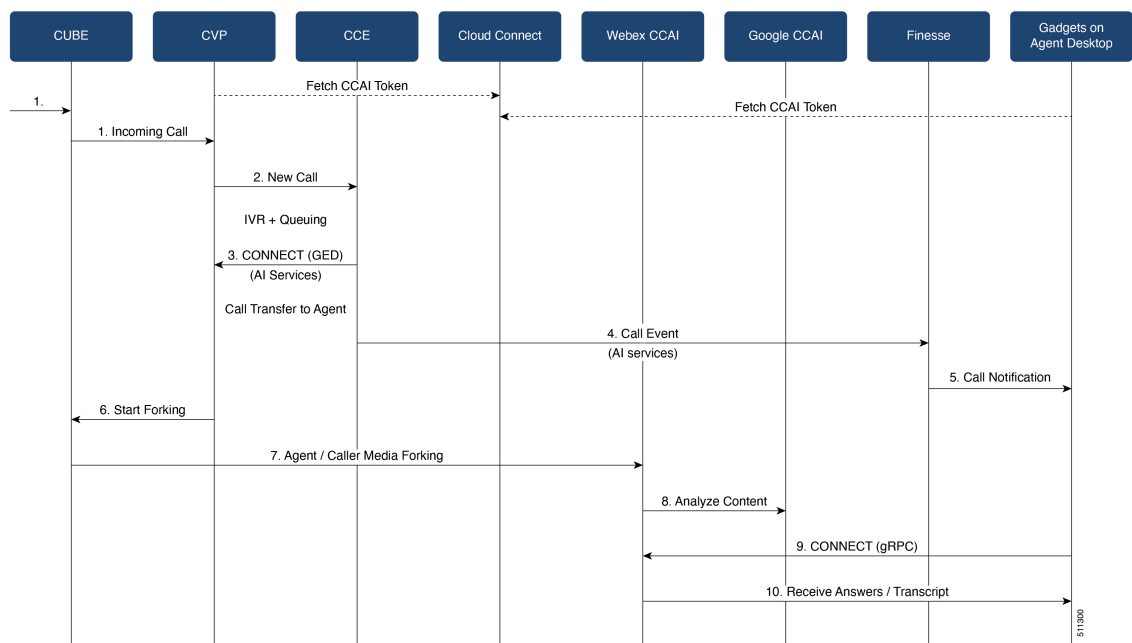 CUBE
CVP
CCE
Cloud Connect
Webex CCAI
Google CCAI
Finesse
Gadgets on
Agent Desktop
Fetch CCAI Token
1.
Fetch CCAI Token
1. Incoming Call
2. New Call
IVR + Queuing
3. CONNECT (GED)
(AI Services)
Call Transfer to Agent
4. Call Event
(AI services)
5. Call Notification
6. Start Forking
7. Agent / Caller Media Forking
8. Analyze Content
9. CONNECT (gRPC)
10. Receive Answers / Transcript
511300